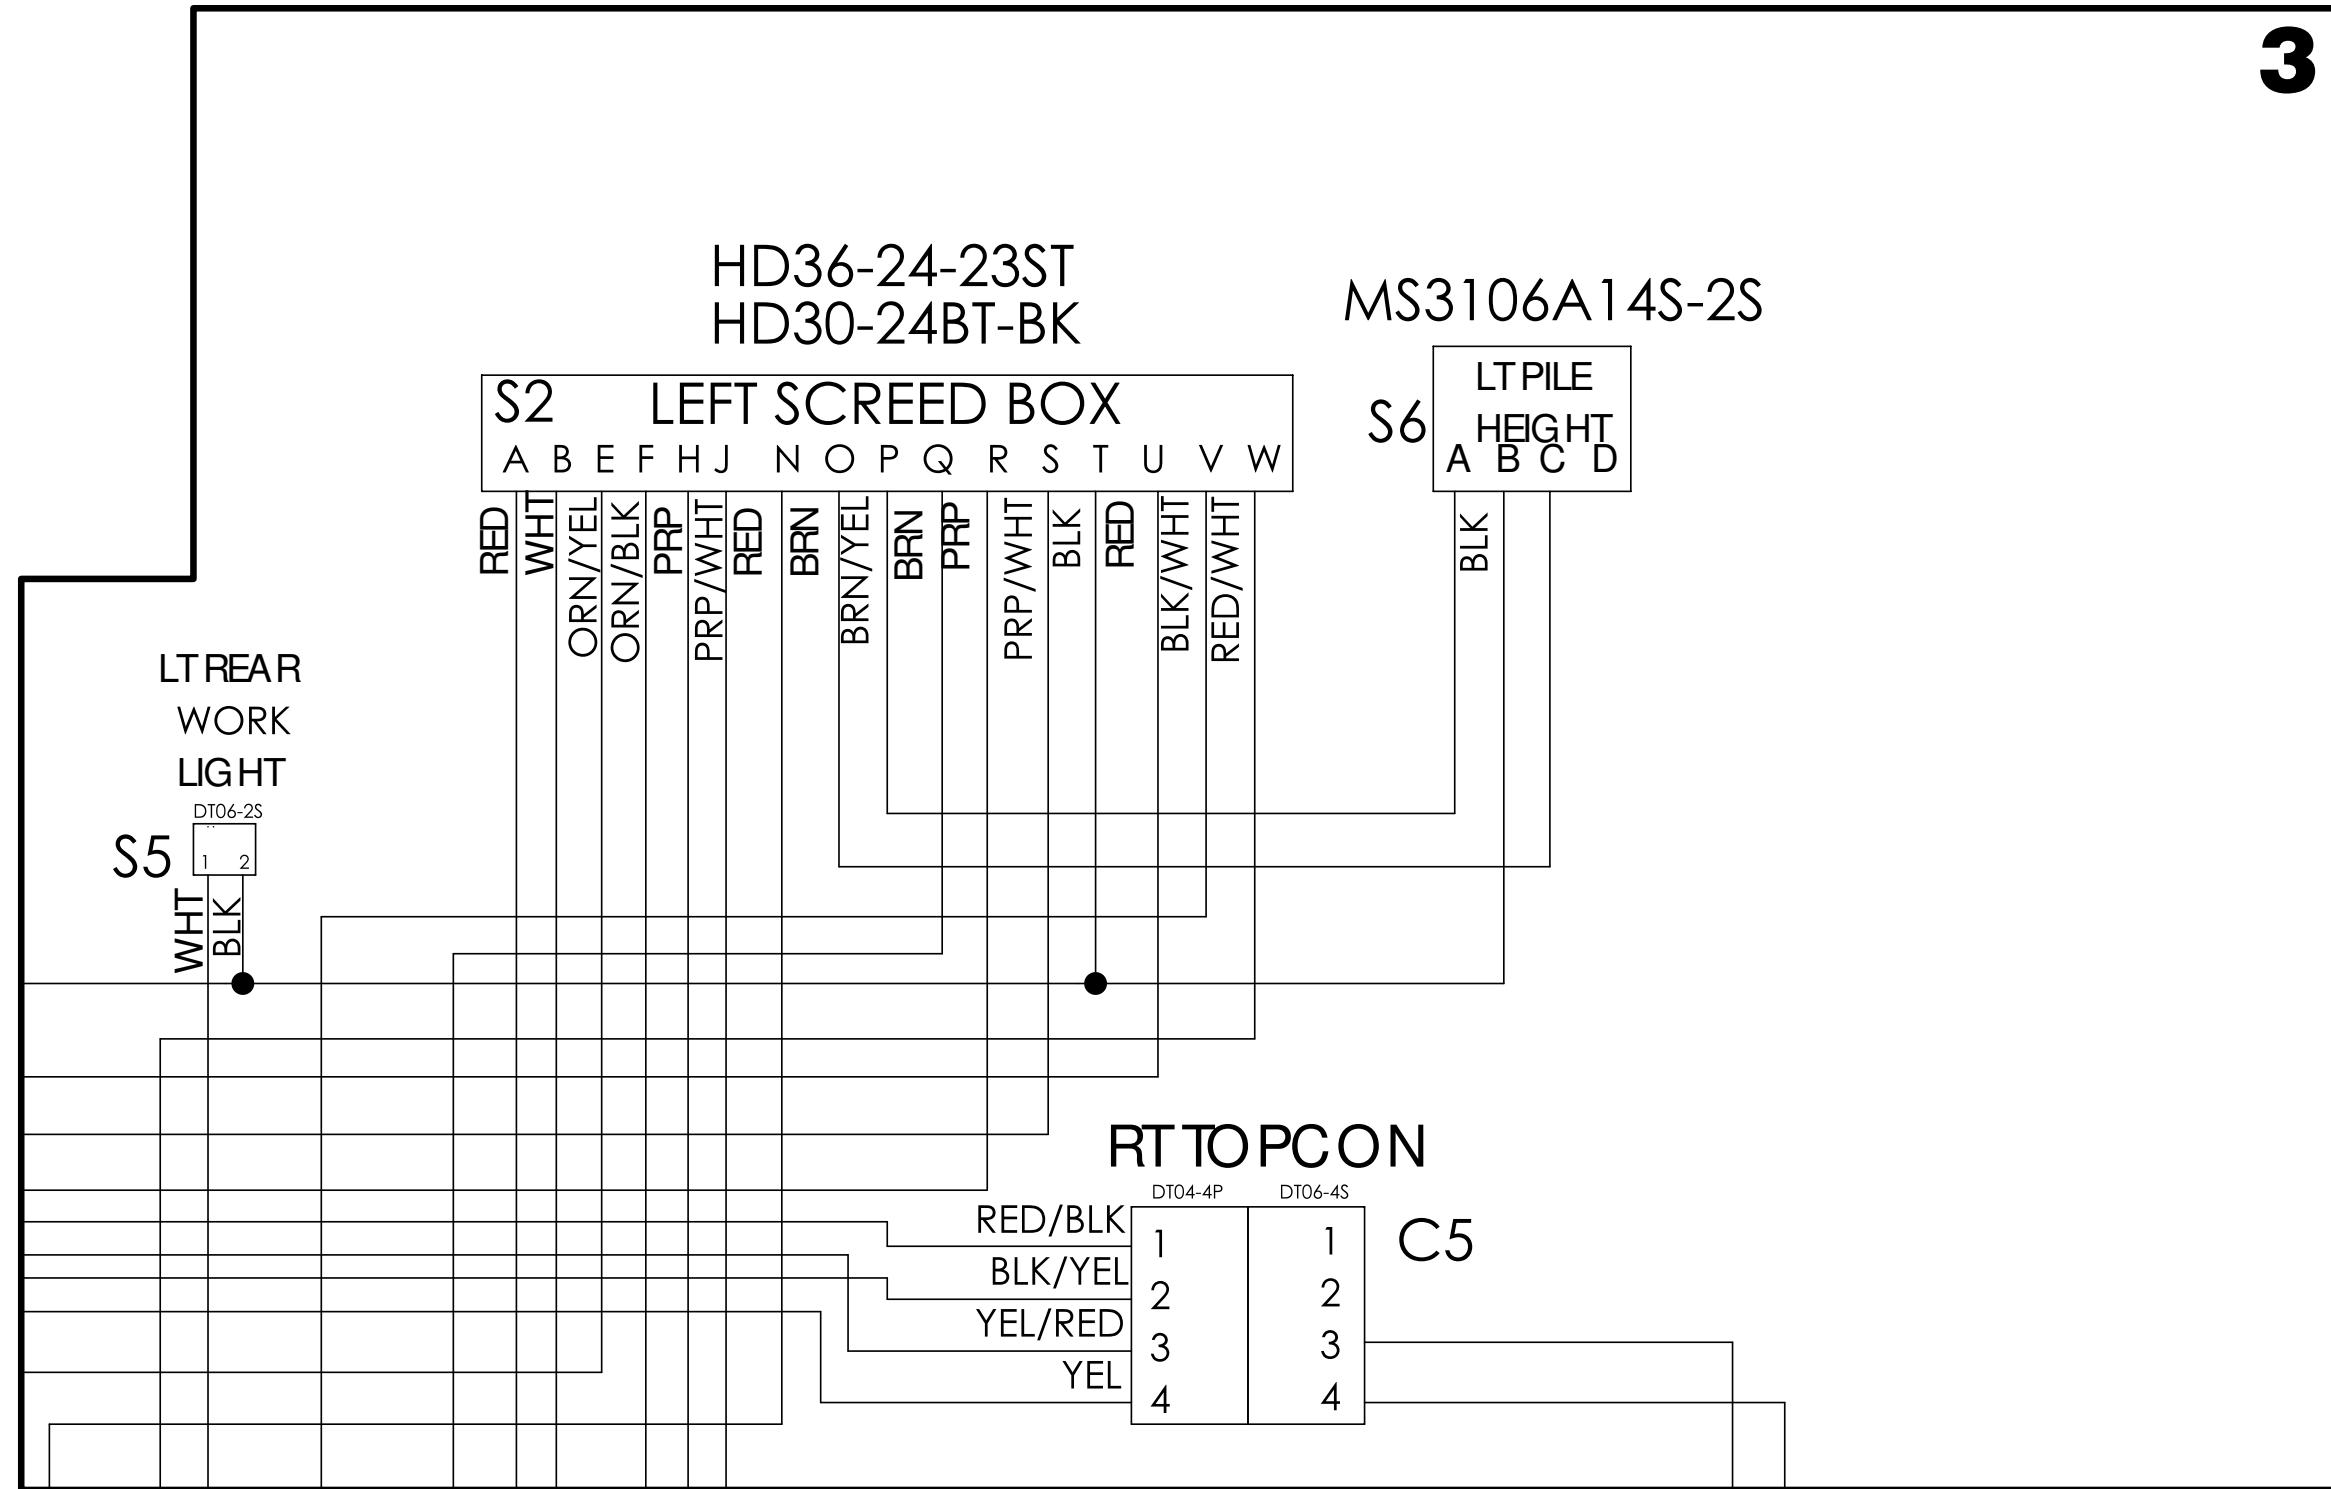 3
HD36-24-23ST
HD30-24BT-BK
MS3106A14S-2S
S2 LEFT SCREED BOX
A B E F H J N O P Q R S T U V W
S6
LT PILE
HEIGHT
A B C D
RED
WHT
ORN/YEL
ORN/BLK
PRP
PRP/WHT
RED
BRN
BRN/YEL
BRN
PRP
PRP/WHT
BLK
RED
BLK/WHT
RED/WHT
BLK
LT REAR
WORK
LIGHT
DT06-2S
S5
1 2
WHT
BLK
RT TOPCON
DT04-4P DT06-4S
C5
RED/BLK 1 1
BLK/YEL 2 2
YEL/RED 3 3
YEL 4 4